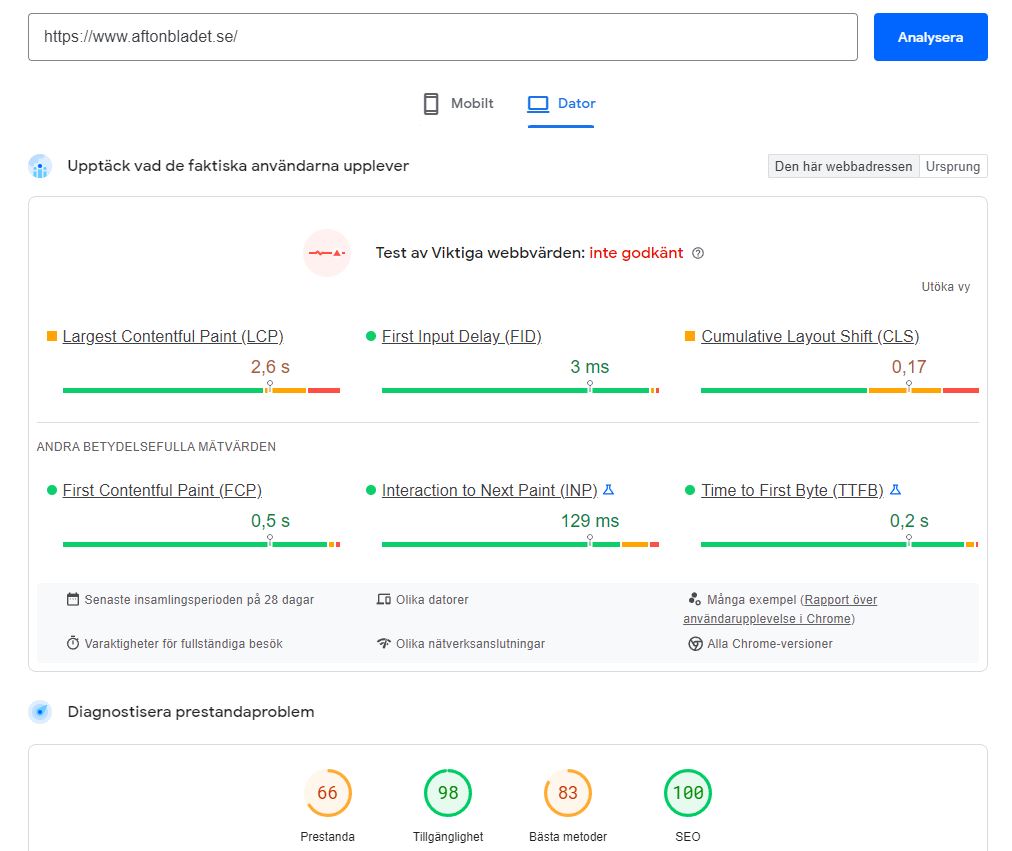 https://www.aftonbladet.se/
Analysera
Mobilt
Dator
Upptäck vad de faktiska användarna upplever
Den här webbadressen
Ursprung
Test av Viktiga webbvärden: inte godkänt
Utöka vy
Largest Contentful Paint (LCP)
2,6 s
First Input Delay (FID)
3 ms
Cumulative Layout Shift (CLS)
0,17
ANDRA BETYDELSEFULLA MÄTVÄRDEN
First Contentful Paint (FCP)
0,5 s
Interaction to Next Paint (INP)
129 ms
Time to First Byte (TTFB)
0,2 s
Senaste insamlingsperioden på 28 dagar
Olika datorer
Många exempel (Rapport över
användarupplevelse i Chrome)
Varaktigheter för fullständiga besök
Olika nätverksanslutningar
Alla Chrome-versioner
Diagnostisera prestandaproblem
66
98
83
100
Prestanda
Tillgänglighet
Bästa metoder
SEO